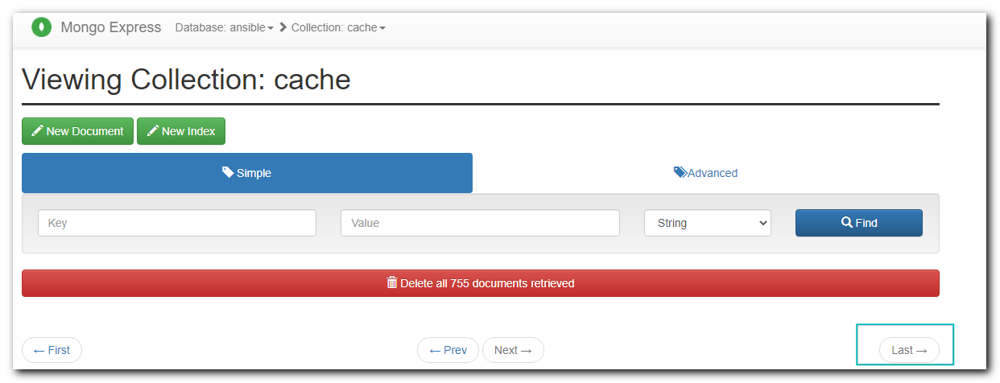 Mongo Express Database: ansible Collection: cache
Viewing Collection: cache
New Document New Index
Simple Advanced
Key Value String Find
Delete all 755 documents retrieved
← First ← Prev Next → Last →